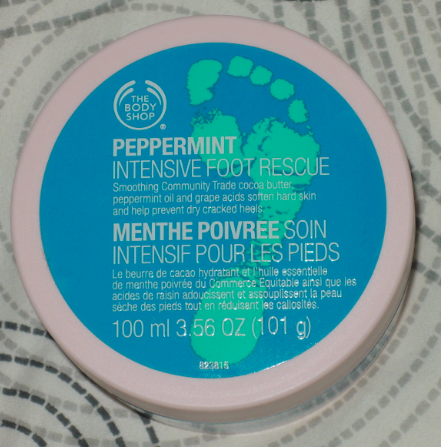 THE
BODY
SHOP
®
PEPPERMINT
INTENSIVE FOOT RESCUE
Smoothing Community Trade cocoa butter,
peppermint oil and grape acids soften hard skin
and help prevent dry cracked heels.
MENTHE POIVRÉE SOIN
INTENSIF POUR LES PIEDS
Le beurre de cacao hydratant et l'huile essentielle
de menthe poivrée du Commerce Equitable ainsi que les
acides de raisin adoucissent et assouplissent la peau
sèche des pieds tout en réduisant les callosités.
100 ml 3.56 OZ (101 g)